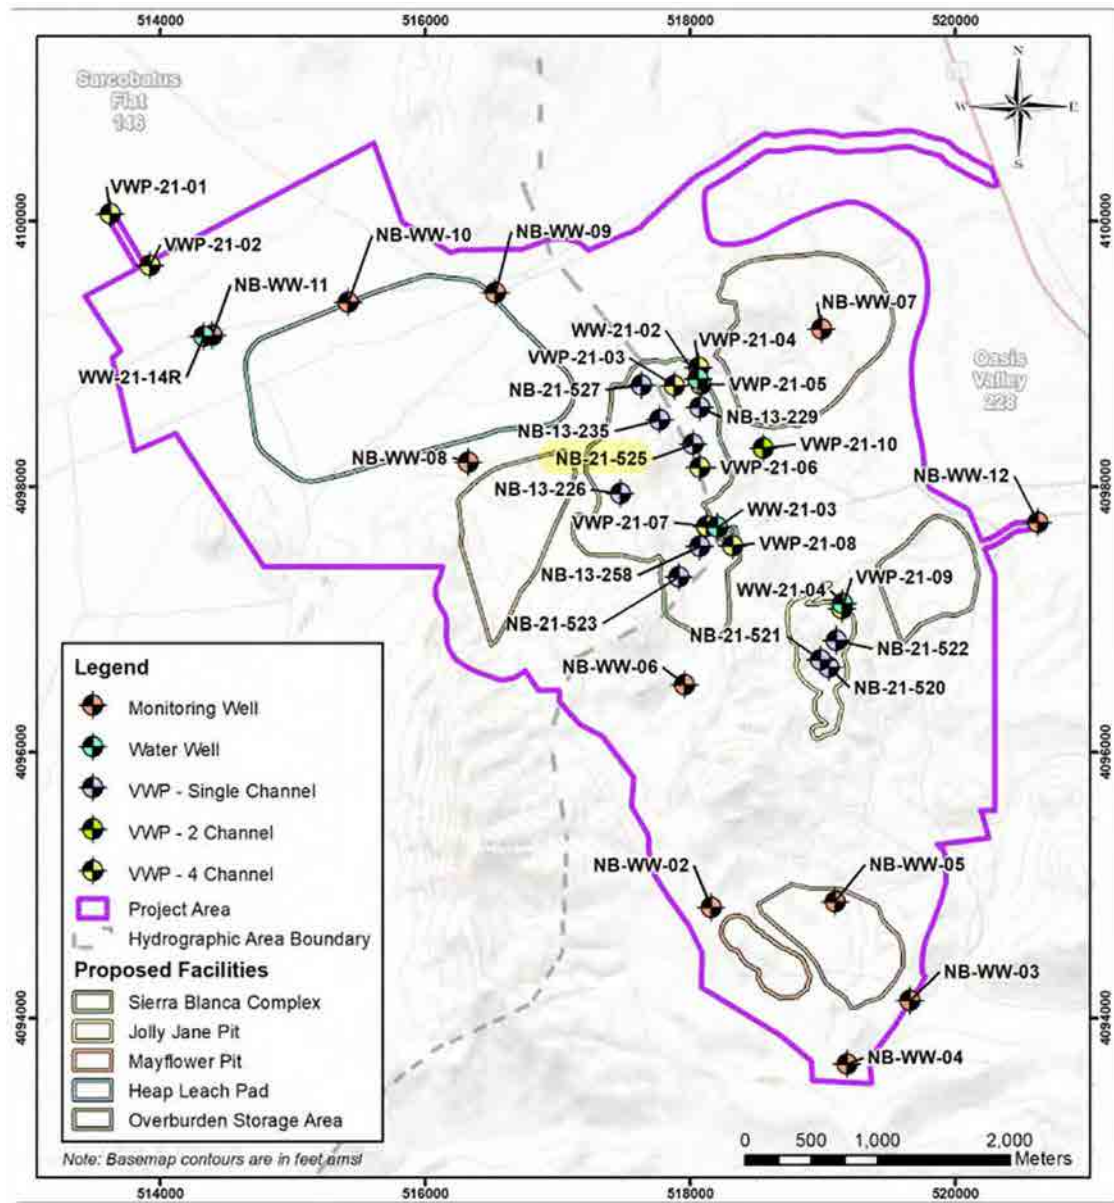 514000
516000
518000
520000
Sarcobatus
Flat
146
N
W
E
S
VWP-21-01
4100000
4100000
VWP-21-02
NB-WW-10
NB-WW-09
NB-WW-11
NB-WW-07
WW-21-02
VWP-21-04
VWP-21-03
Oasis
Valley
228
WW-21-14R
NB-21-527
VWP-21-05
NB-13-235
NB-13-229
NB-WW-08
NB-21-525
VWP-21-10
VWP-21-06
NB-WW-12
4098000
4098000
NB-13-226
VWP-21-07
WW-21-03
VWP-21-08
NB-13-258
VWP-21-09
WW-21-04
NB-21-523
NB-21-521
NB-21-522
NB-WW-06
NB-21-520
Legend
Monitoring Well
Water Well
VWP - Single Channel
VWP - 2 Channel
VWP - 4 Channel
Project Area
Hydrographic Area Boundary
Proposed Facilities
Sierra Blanca Complex
Jolly Jane Pit
Mayflower Pit
Heap Leach Pad
Overburden Storage Area
4096000
4096000
NB-WW-02
NB-WW-05
NB-WW-03
4094000
4094000
NB-WW-04
Note: Basemap contours are in feet amsl
0 500 1,000 2,000
Meters
514000
516000
518000
520000